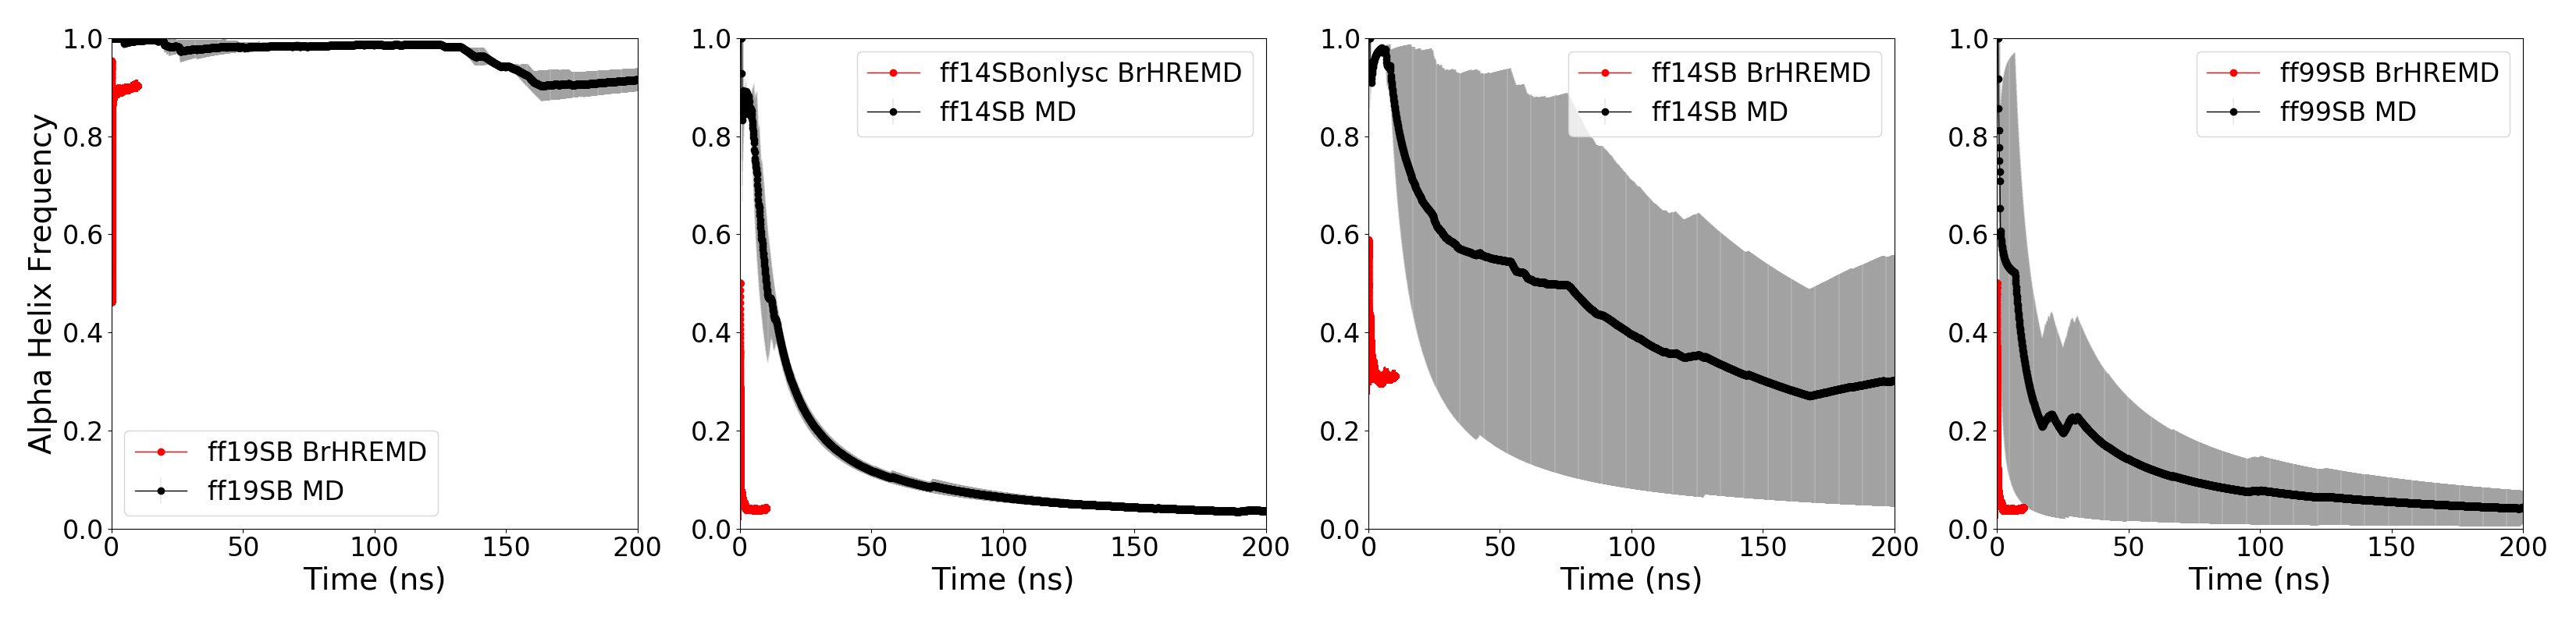 Alpha Helix Frequency
1.0
0.8
0.6
0.4
0.2
0.0
0 50 100 150 200
Time (ns)
ff19SB BrHREMD
ff19SB MD
1.0
0.8
0.6
0.4
0.2
0.0
0 50 100 150 200
Time (ns)
ff14SBonlysc BrHREMD
ff14SB MD
1.0
0.8
0.6
0.4
0.2
0.0
0 50 100 150 200
Time (ns)
ff14SB BrHREMD
ff14SB MD
1.0
0.8
0.6
0.4
0.2
0.0
0 50 100 150 200
Time (ns)
ff99SB BrHREMD
ff99SB MD